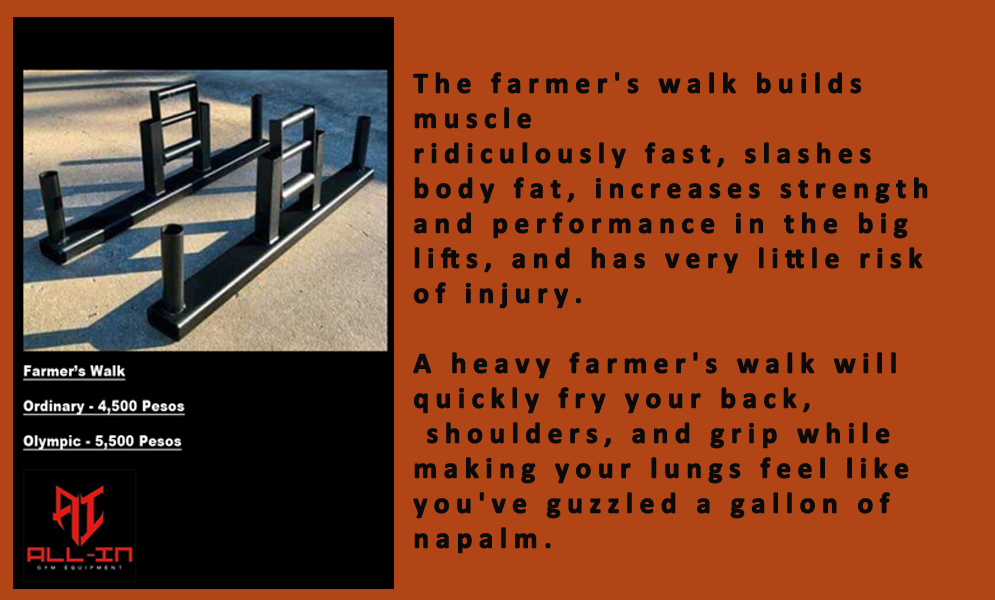 Farmer's Walk
Ordinary - 4,500 Pesos
Olympic - 5,500 Pesos
ALL-IN
GYM EQUIPMENT
The farmer's walk builds
muscle
ridiculously fast, slashes
body fat, increases strength
and performance in the big
lifts, and has very little risk
of injury.
A heavy farmer's walk will
quickly fry your back,
shoulders, and grip while
making your lungs feel like
you've guzzled a gallon of
napalm.